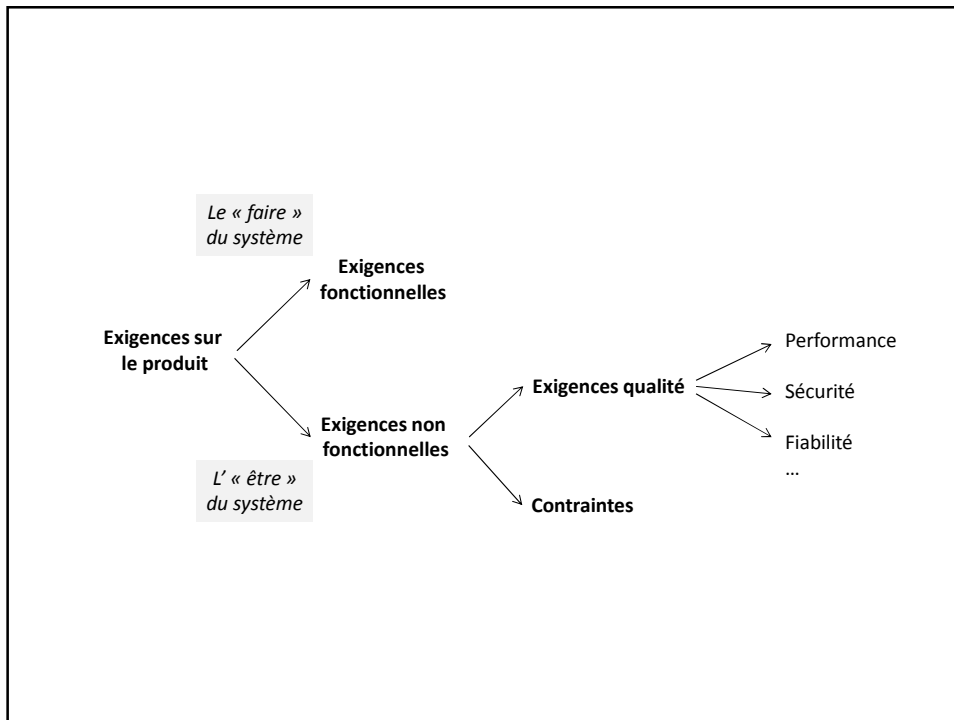 Le « faire »
du système
Exigences
fonctionnelles
Exigences sur
le produit
Performance
Exigences qualité
Sécurité
Exigences non
fonctionnelles
Fiabilité
...
L' « être »
du système
Contraintes